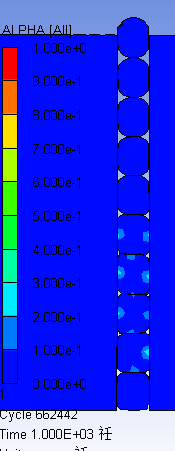 ALPHA [All]
1.000e+0
9.000e-1
8.000e-1
7.000e-1
6.000e-1
5.000e-1
4.000e-1
3.000e-1
2.000e-1
1.000e-1
0.000e+0
Cycle 662442
Time 1.000E+03 衽